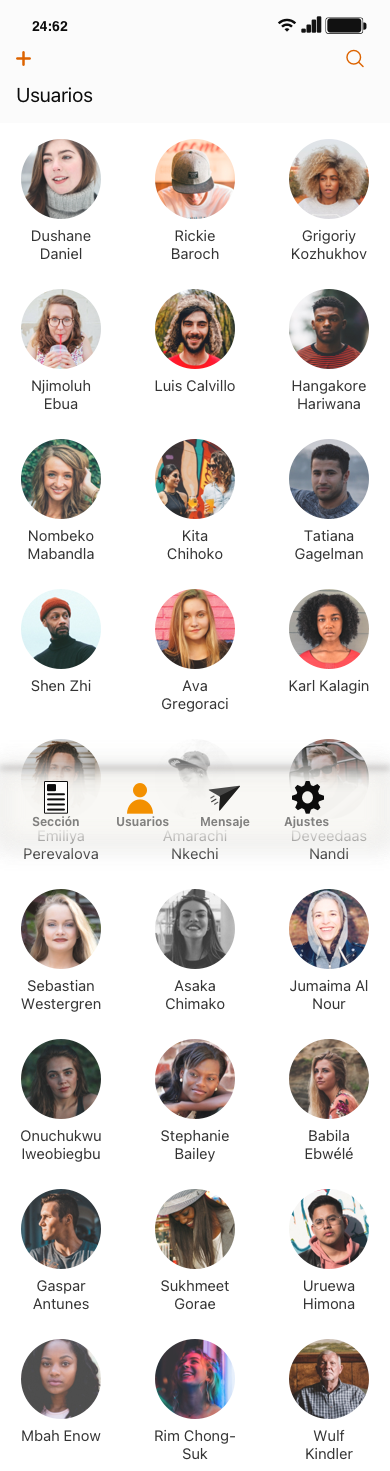 24:62
Usuarios
Dushane
Daniel
Rickie
Baroch
Grigoriy
Kozhukhov
Njimoluh
Ebua
Luis Calvillo
Hangakore
Hariwana
Nombeko
Mabandla
Kita
Chihoko
Tatiana
Gagelman
Shen Zhi
Ava
Gregoraci
Karl Kalagin
Sección
Usuarios
Mensaje
Ajustes
Emiliya
Perevalova
Amarachi
Nkechi
Deveedaas
Nandi
Sebastian
Westergren
Asaka
Chimako
Jumaima Al
Nour
Onuchukwu
Iweobiegbu
Stephanie
Bailey
Babila
Ebwélé
Gaspar
Antunes
Sukhmeet
Gorae
Uruewa
Himona
Mbah Enow
Rim Chong-
Suk
Wulf
Kindler